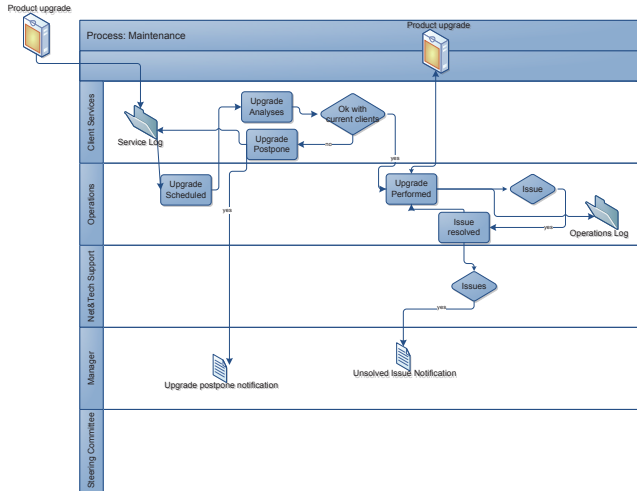 Product upgrade
Product upgrade
Process: Maintenance
Client Services
Upgrade
Analyses
Ok with
current clients
Service Log
Upgrade
Postpone
no
yes
Operations
Upgrade
Scheduled
Upgrade
Performed
Issue
yes
Issue
resolved
yes
Operations Log
Net&Tech Support
Issues
yes
Manager
Upgrade postpone notification
Unsolved Issue Notification
Steering Committee